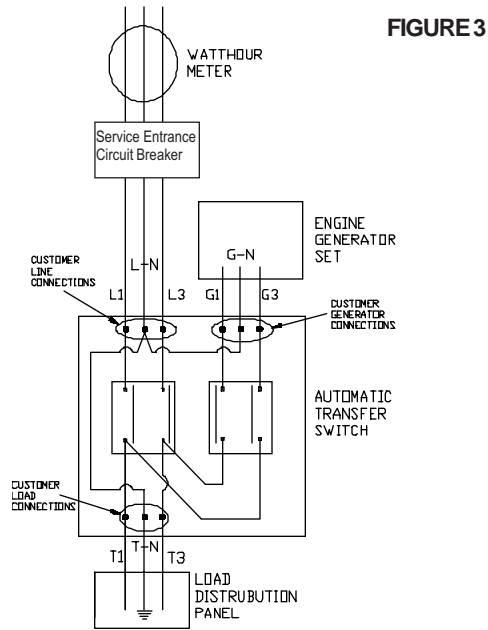 FIGURE 3
WATTHOUR
METER
Service Entrance
Circuit Breaker
ENGINE
GENERATOR
SET
G-N
L-N
CUSTOMER
LINE
CONNECTIONS
L1
L3
G1
G3
CUSTOMER
GENERATOR
CONNECTIONS
AUTOMATIC
TRANSFER
SWITCH
CUSTOMER
LOAD
CONNECTIONS
T1
T-N
T3
LOAD
DISTRUBUTION
PANEL